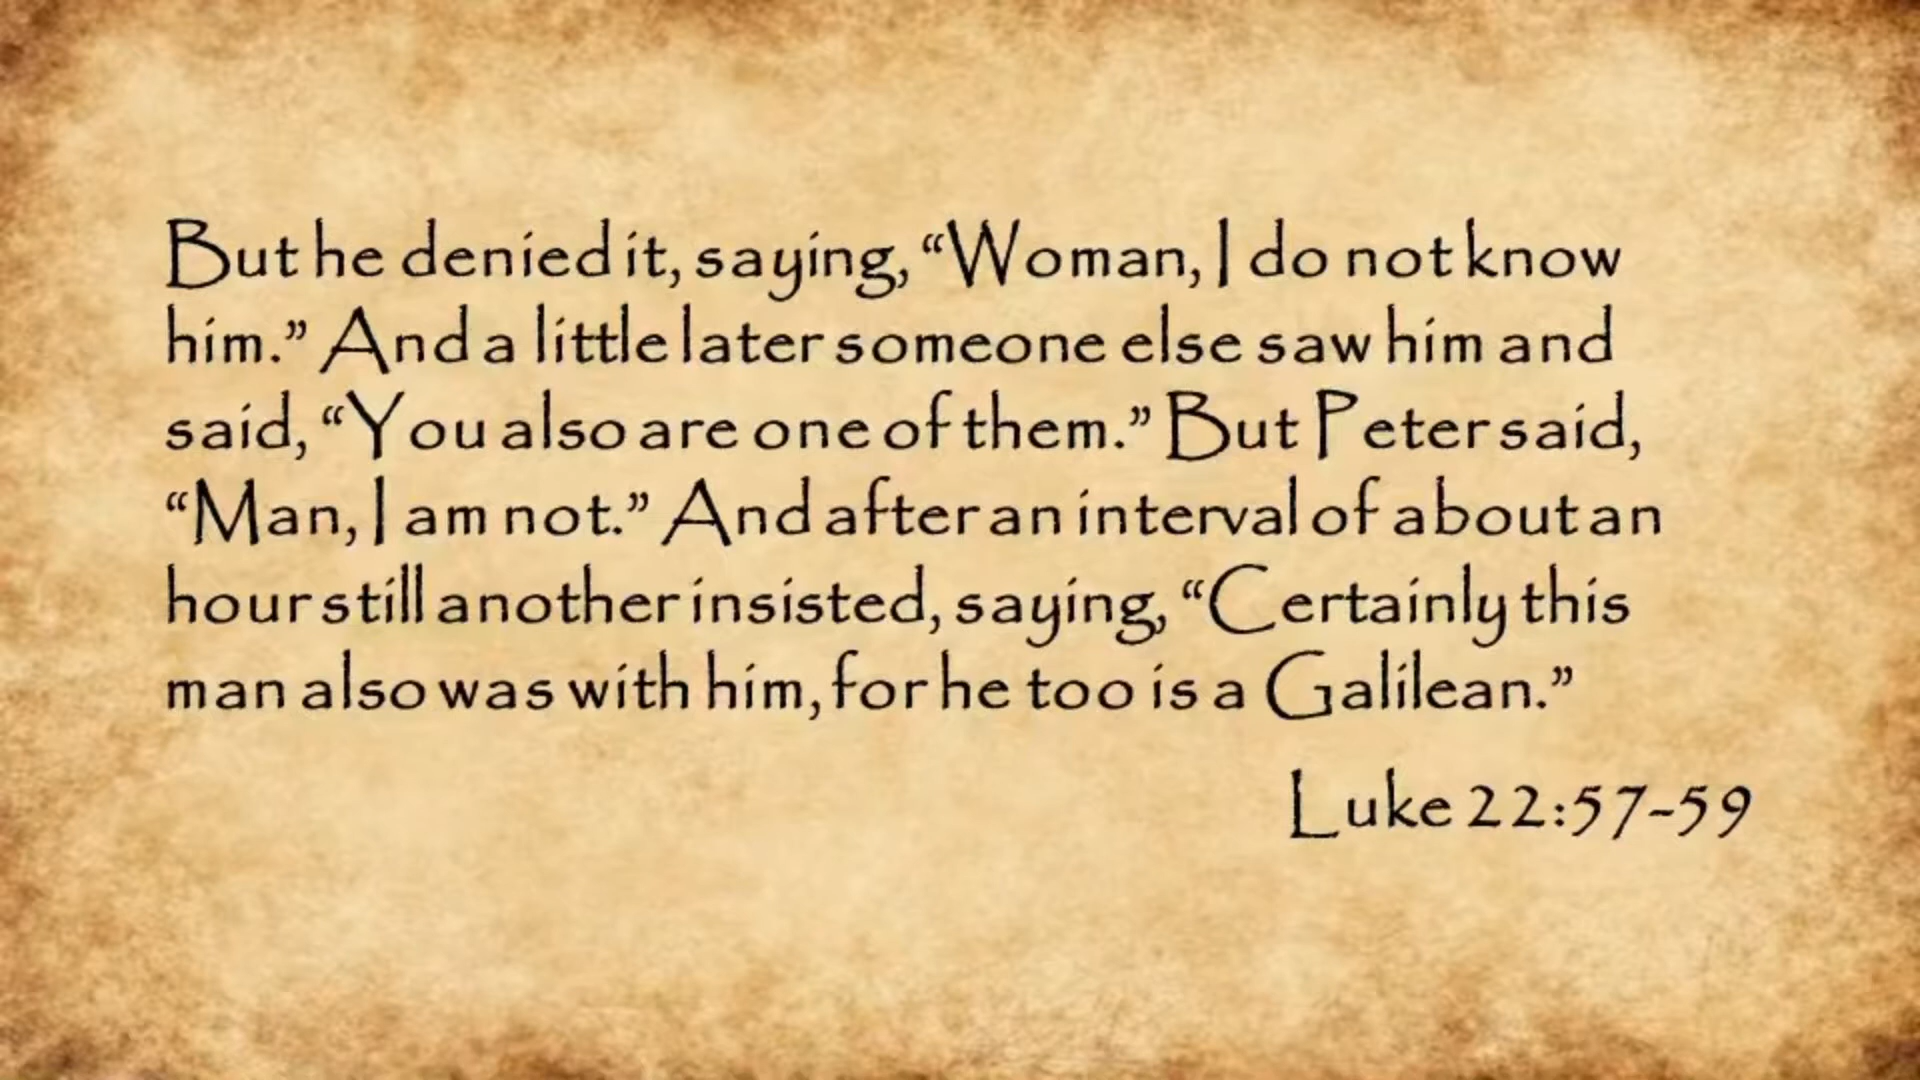 But he denied it, saying, “Woman, I do not know
him.” And a little later someone else saw him and
said, “You also are one of them.” But Peter said,
“Man, I am not.” And after an interval of about an
hour still another insisted, saying, “Certainly this
man also was with him, for he too is a Galilean.”
Luke 22:57-59